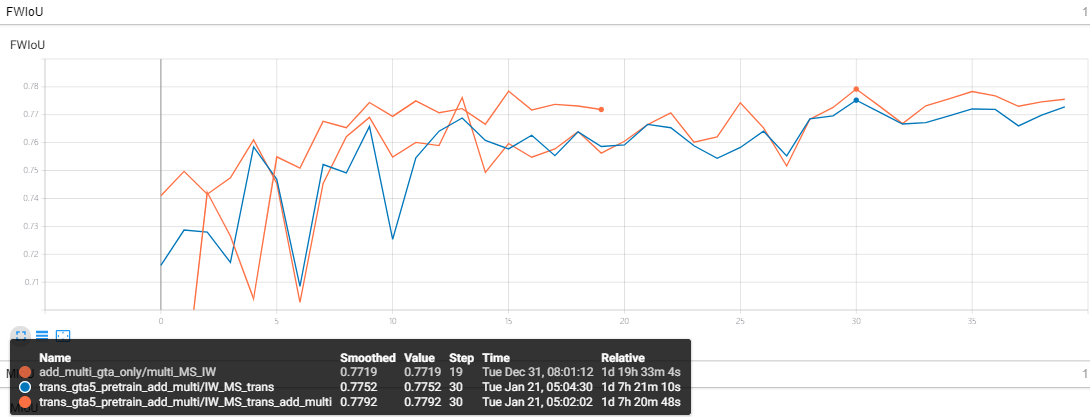 FWIoU 1
FWIoU
0.78
0.77
0.76
0.75
0.74
0.73
0.72
0.71
0 5 10 15 20 25 30 35
Name Smoothed Value Step Time Relative
add_multi_gta_only/multi_MS_IW 0.7719 0.7719 19 Tue Dec 31, 08:01:12 1d 19h 33m 4s
trans_gta5_pretrain_add_multi/IW_MS_trans 0.7752 0.7752 30 Tue Jan 21, 05:04:30 1d 7h 21m 10s
trans_gta5_pretrain_add_multi/IW_MS_trans_add_multi 0.7792 0.7792 30 Tue Jan 21, 05:02:02 1d 7h 20m 48s
1